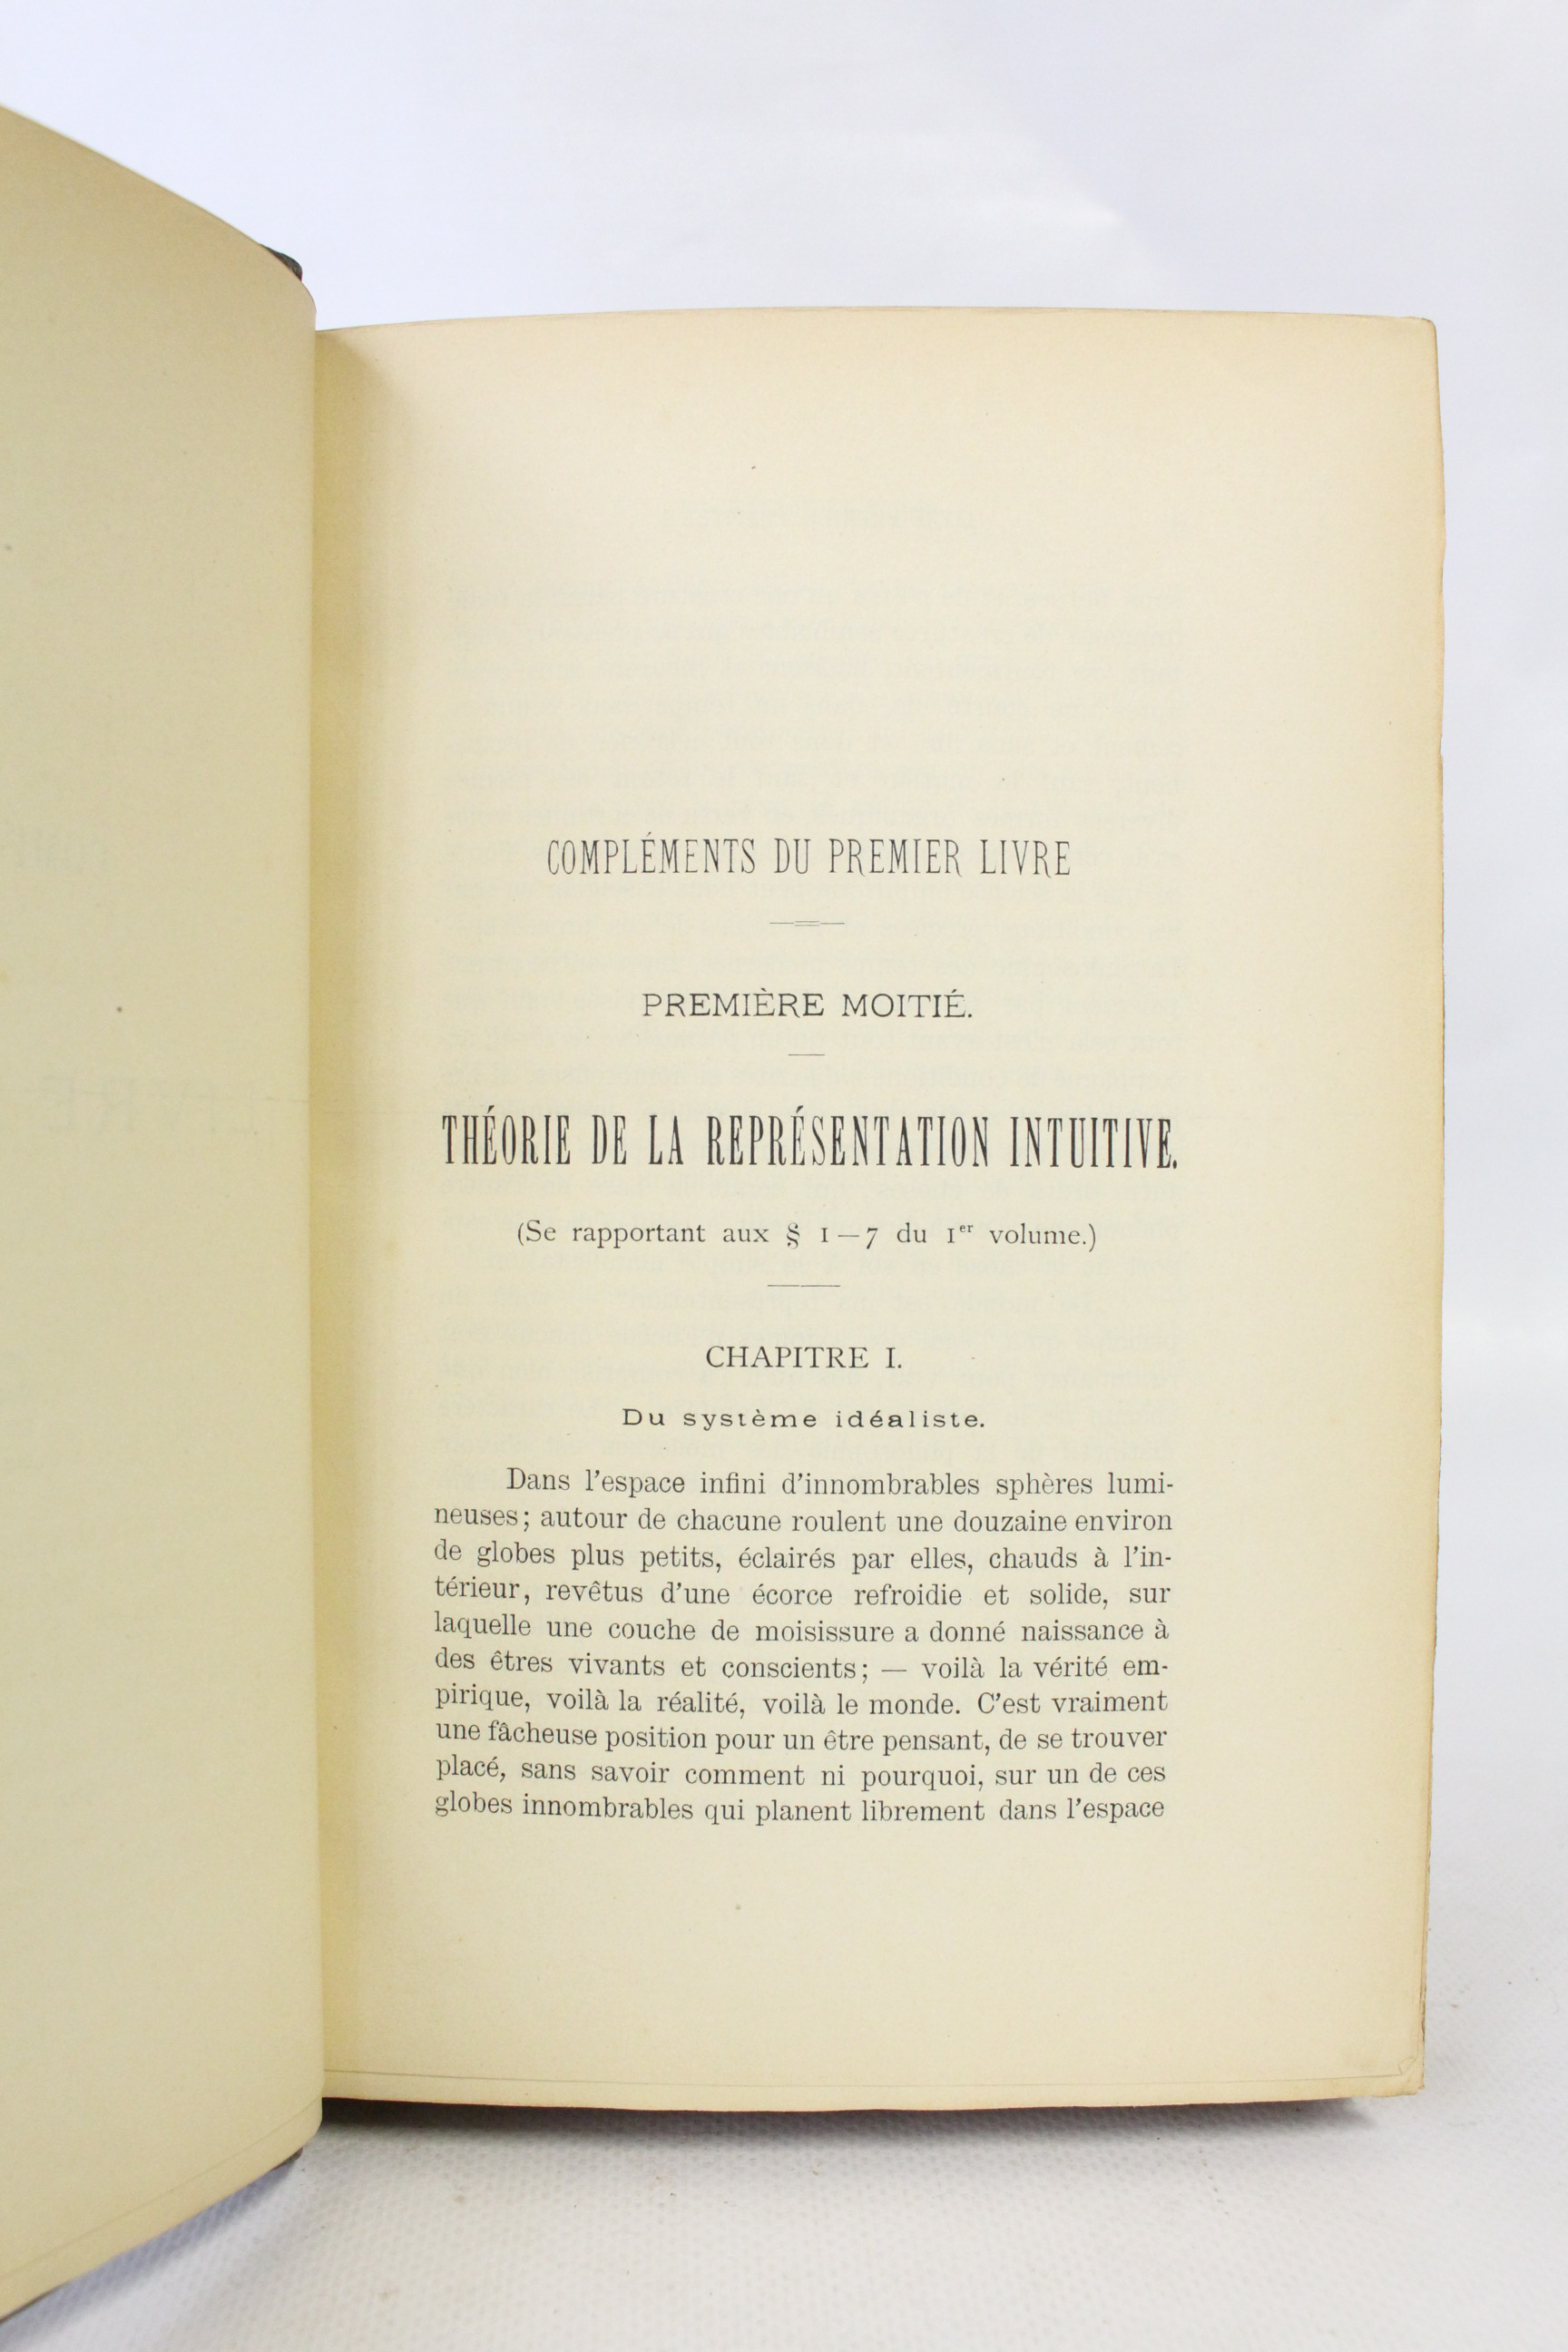 COMPLÉMENTS DU PREMIER LIVRE
PREMIÈRE MOITIÉ.
THÉORIE DE LA REPRÉSENTATION INTUITIVE.
(Se rapportant aux § 1—7 du 1er volume.)
CHAPITRE I.
Du système idéaliste.
Dans l'espace infini d'innombrables sphères lumi-
neuses; autour de chacune roulent une douzaine environ
de globes plus petits, éclairés par elles, chauds à l'in-
térieur, revêtus d'une écorce refroidie et solide, sur
laquelle une couche de moisissure a donné naissance à
des êtres vivants et conscients; — voilà la vérité em-
pirique, voilà la réalité, voilà le monde. C'est vraiment
une fâcheuse position pour un être pensant, de se trouver
placé, sans savoir comment ni pourquoi, sur un de ces
globes innombrables qui planent librement dans l'espace